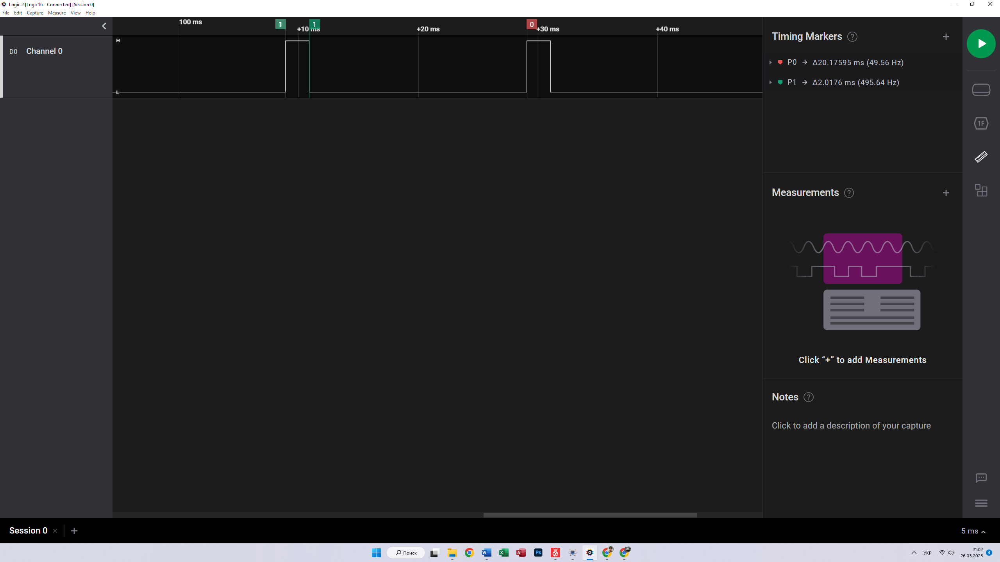 Logic 2 [Logic16 - Connected] [Session 0]
File Edit Capture Measure View Help
100 ms
1 1 0
+10 ms +20 ms +30 ms +40 ms
D0 Channel 0
H
L
Timing Markers ? +
P0 → Δ20.17595 ms (49.56 Hz)
P1 → Δ2.0176 ms (495.64 Hz)
1F
Measurements ? +
Click “+” to add Measurements
Notes ?
Click to add a description of your capture
Session 0 × +
5 ms
Поиск
W
X
A
Ps
УКР
21:02
26.03.2023
4